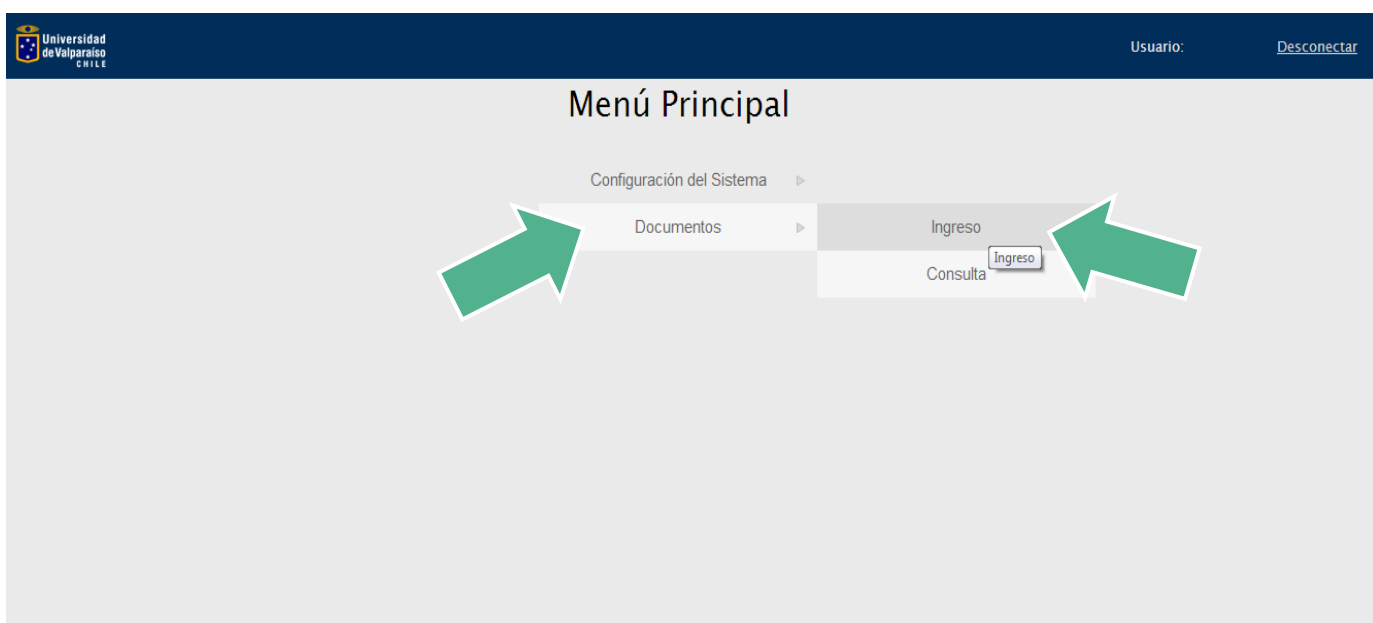 Universidad
de Valparaíso
CHILE
Usuario:
Desconectar
Menú Principal
Configuración del Sistema
Documentos
Ingreso
Ingreso
Consulta